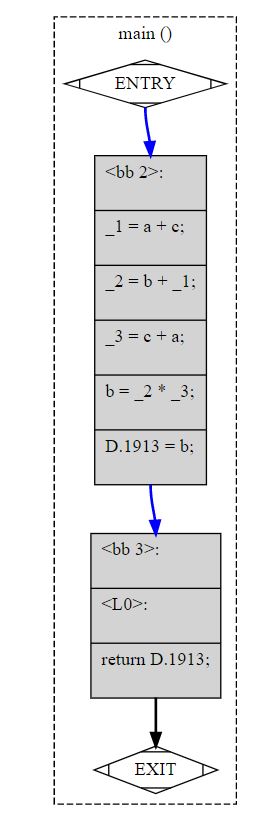 main ()
ENTRY
<bb 2>:
_1 = a + c;
_2 = b + _1;
_3 = c + a;
b = _2 * _3;
D.1913 = b;
<bb 3>:
<L0>:
return D.1913;
EXIT